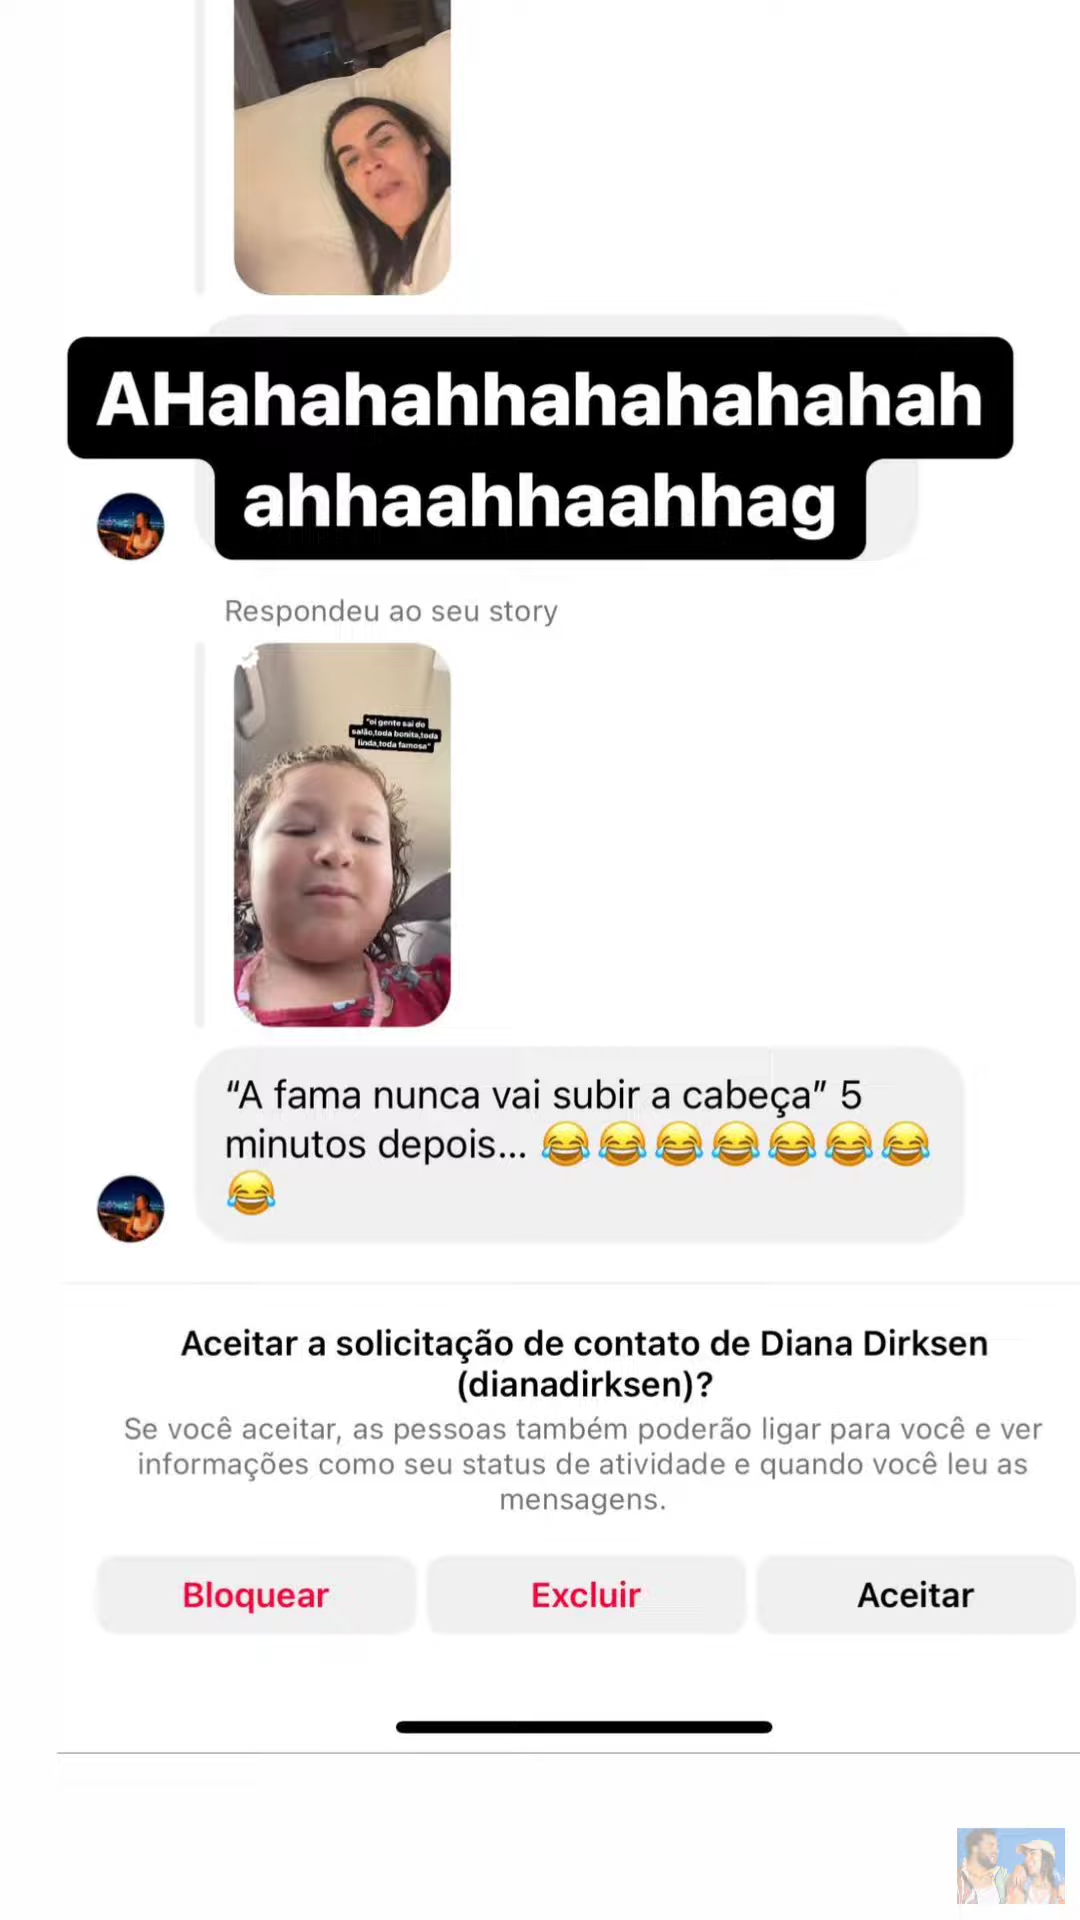 AHahahahhahahahahah
ahhaahhaahhag
Respondeu ao seu story
"oi gente sai do
salão,toda bonita,toda
linda,toda famosa"
“A fama nunca vai subir a cabeça” 5
minutos depois... 😂😂😂😂😂😂😂
😂
Aceitar a solicitação de contato de Diana Dirksen
(dianadirksen)?
Se você aceitar, as pessoas também poderão ligar para você e ver
informações como seu status de atividade e quando você leu as
mensagens.
Bloquear
Excluir
Aceitar